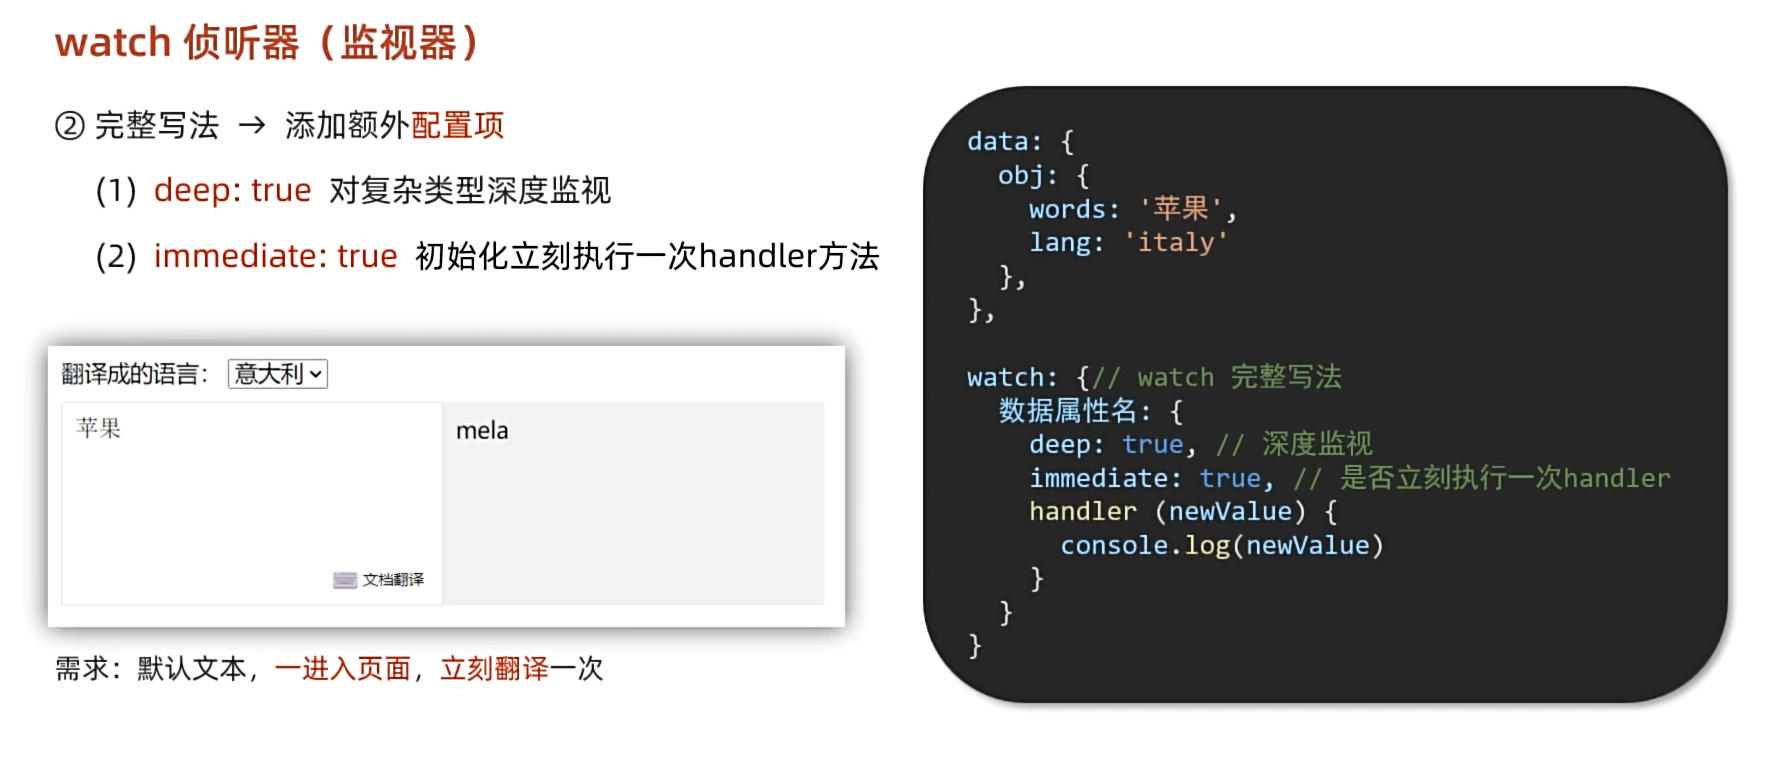 watch 侦听器（监视器）
② 完整写法 → 添加额外配置项
(1) deep: true 对复杂类型深度监视
(2) immediate: true 初始化立刻执行一次handler方法
翻译成的语言： 意大利
苹果
mela
文档翻译
需求：默认文本，一进入页面，立刻翻译一次
data: {
  obj: {
    words: '苹果',
    lang: 'italy'
  },
},
watch: {// watch 完整写法
  数据属性名: {
    deep: true, // 深度监视
    immediate: true, // 是否立刻执行一次handler
    handler (newValue) {
      console.log(newValue)
    }
  }
}